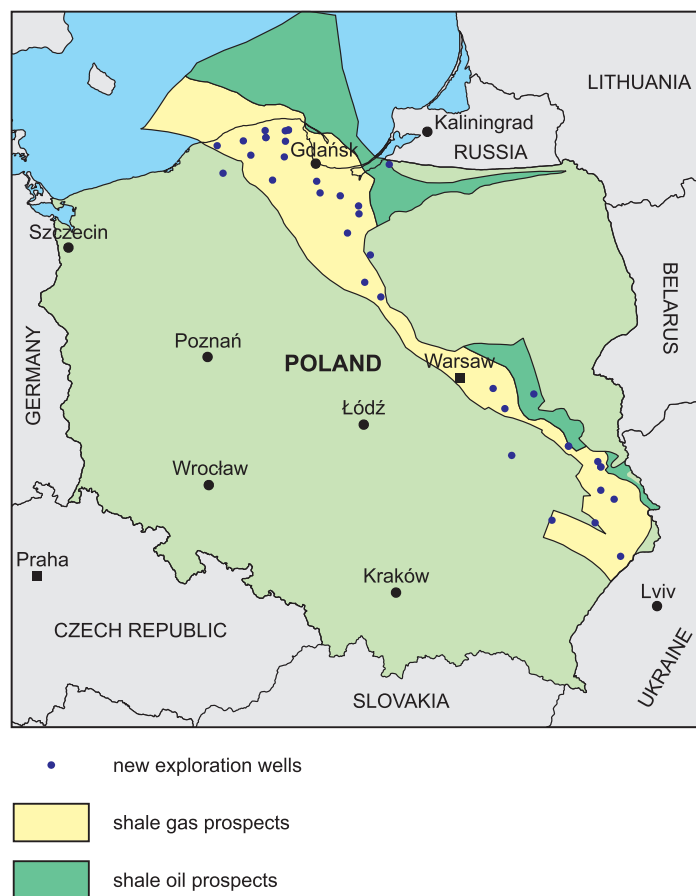 LITHUANIA
Kaliningrad
RUSSIA
Gdańsk
Szczecin
BELARUS
GERMANY
Poznań
POLAND
Warsaw
Łódź
Wrocław
Praha
Kraków
Lviv
CZECH REPUBLIC
UKRAINE
SLOVAKIA
new exploration wells
shale gas prospects
shale oil prospects